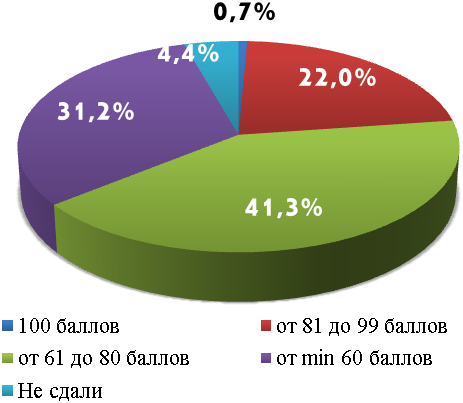 0,7%
4,4%
22,0%
31,2%
41,3%
100 баллов
от 81 до 99 баллов
от 61 до 80 баллов
от min 60 баллов
Не сдали